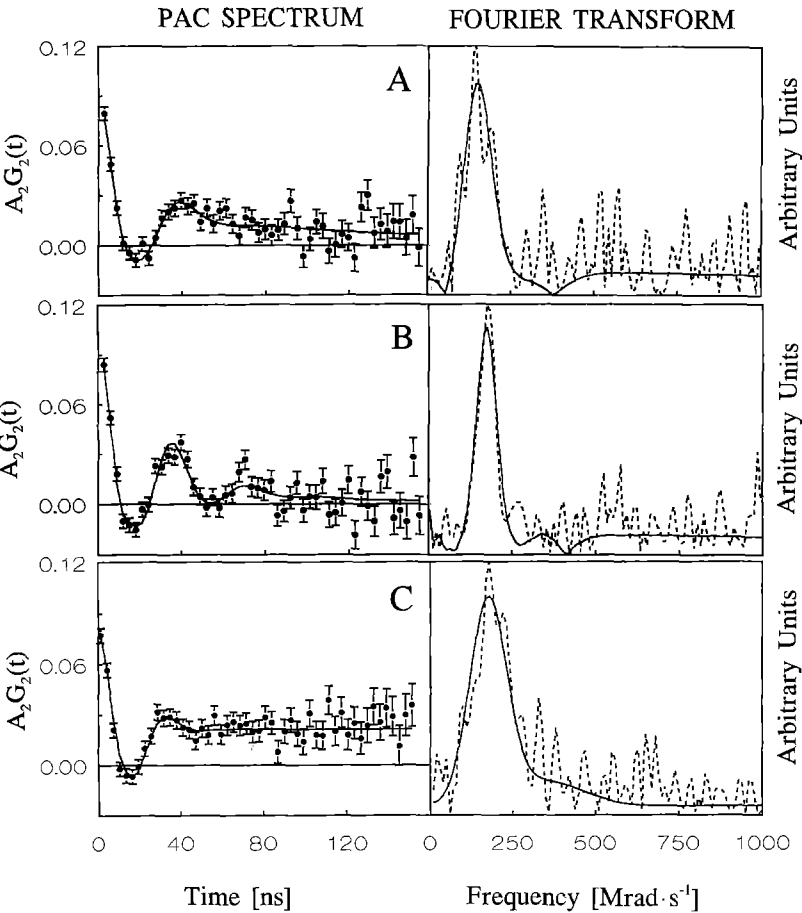 PAC SPECTRUM
FOURIER TRANSFORM
0.12
0.06
0.00
A₂G₂(t)
A
Arbitrary Units
0.12
0.06
0.00
A₂G₂(t)
B
Arbitrary Units
0.12
0.06
0.00
A₂G₂(t)
C
Arbitrary Units
0 40 80 120
0 250 500 750 1000
Time [ns]
Frequency [Mrad·s⁻¹]